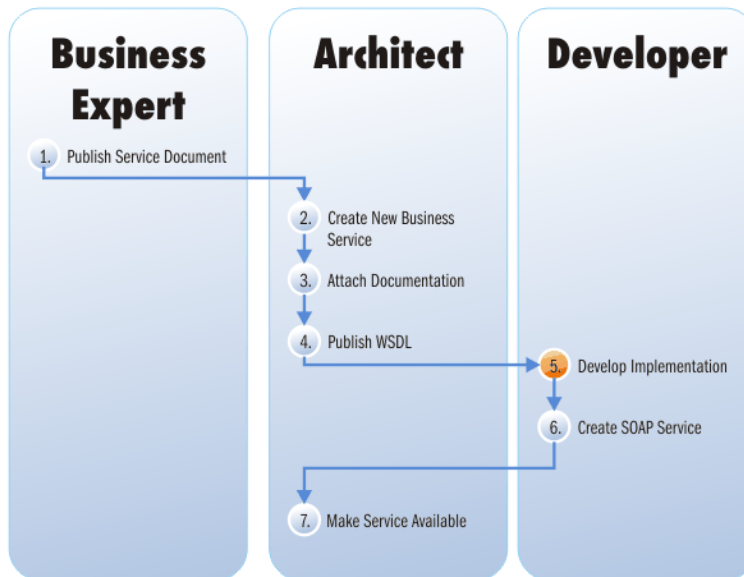 Business
Expert
Architect
Developer
1. Publish Service Document
2. Create New Business
Service
3. Attach Documentation
4. Publish WSDL
5. Develop Implementation
6. Create SOAP Service
7. Make Service Available